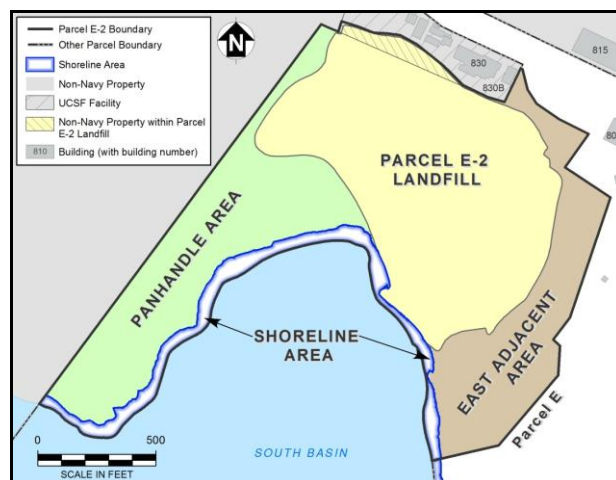 Parcel E-2 Boundary
Other Parcel Boundary
Shoreline Area
Non-Navy Property
UCSF Facility
Non-Navy Property within Parcel
E-2 Landfill
810 Building (with building number)
N
830
830B
815
PARCEL E-2
LANDFILL
PANHANDLE AREA
SHORELINE
AREA
EAST ADJACENT
AREA
Parcel E
0 500
SCALE IN FEET
SOUTH BASIN